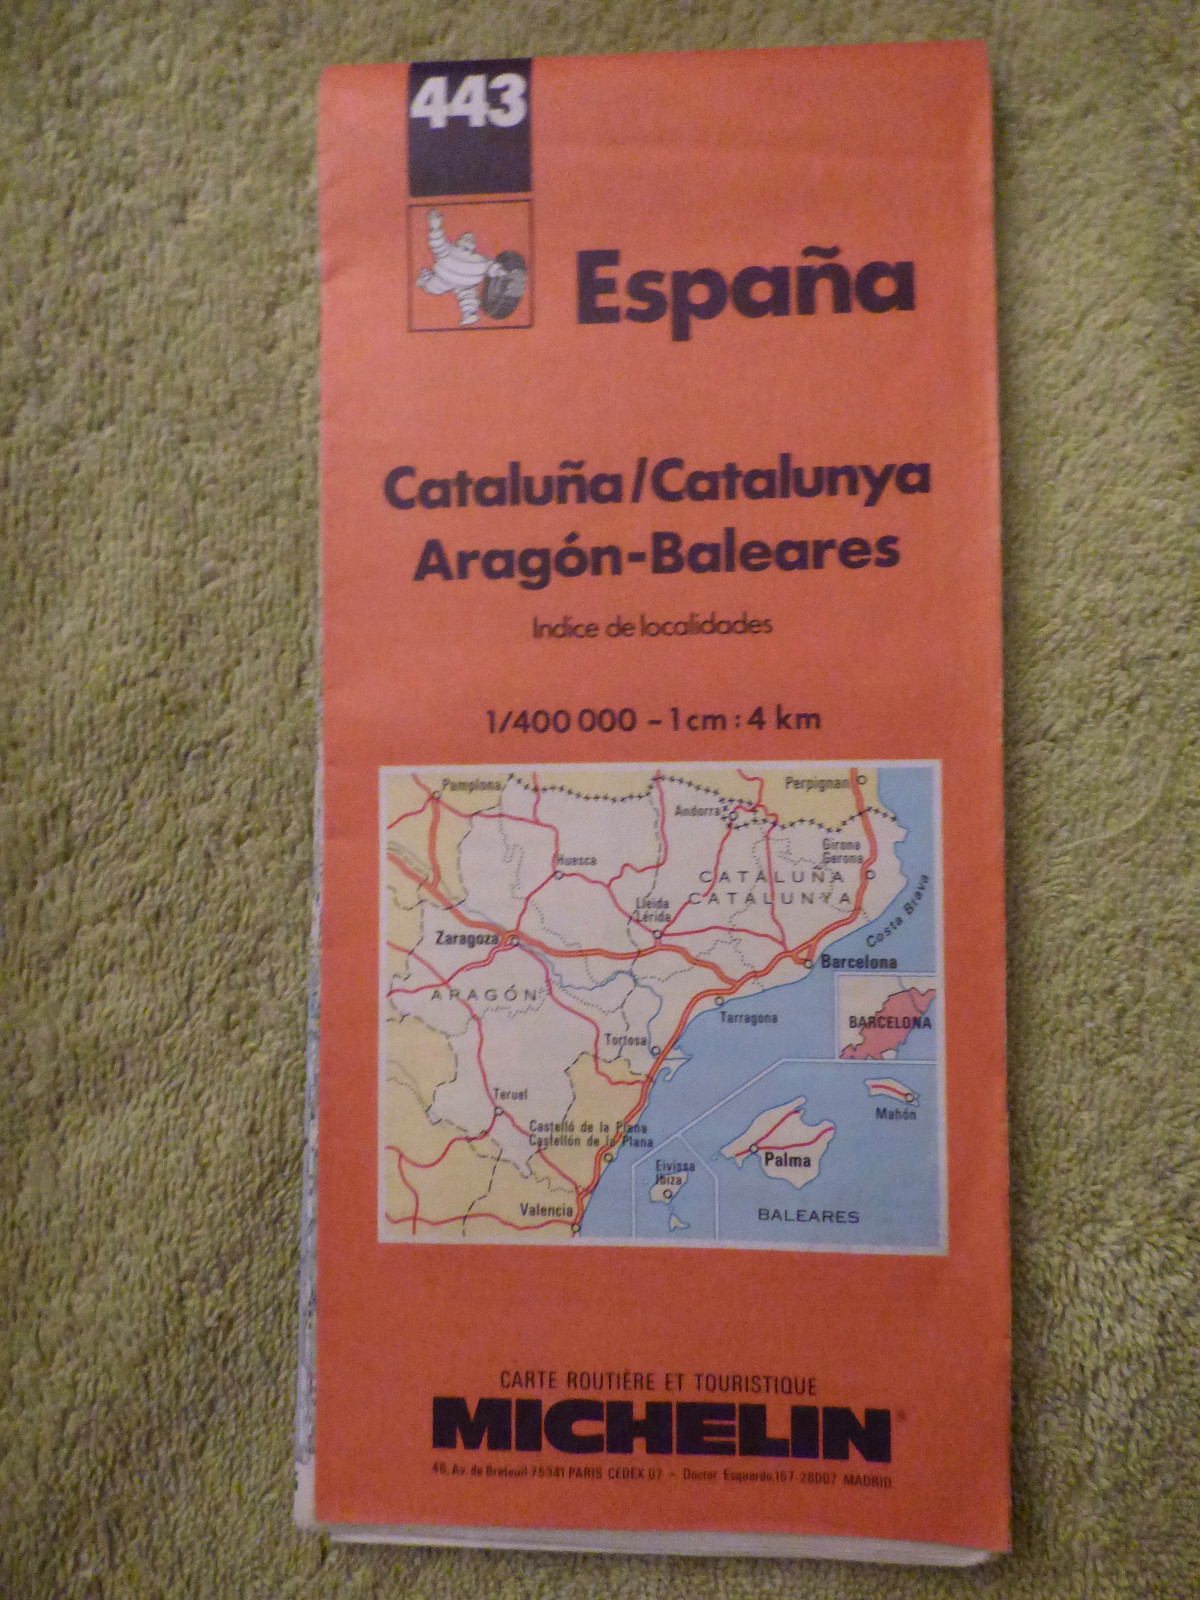 443
España
Cataluña/Catalunya
Aragón-Baleares
Indice de localidades
1/400 000 - 1 cm : 4 km
Pamplona
Perpignan
Andorra
Girona
Gerona
Huesca
CATALUÑA
CATALUNYA
Lleida
Lérida
Costa Brava
Zaragoza
Barcelona
ARAGÓN
Tarragona
BARCELONA
Tortosa
Teruel
Mahón
Castelló de la Plana
Castellón de la Plana
Palma
Eivissa
Ibiza
Valencia
BALEARES
CARTE ROUTIÈRE ET TOURISTIQUE
MICHELIN®
46, Av. de Breteuil 75341 PARIS CEDEX 07 - Doctor Esquerdo, 157-28007 MADRID